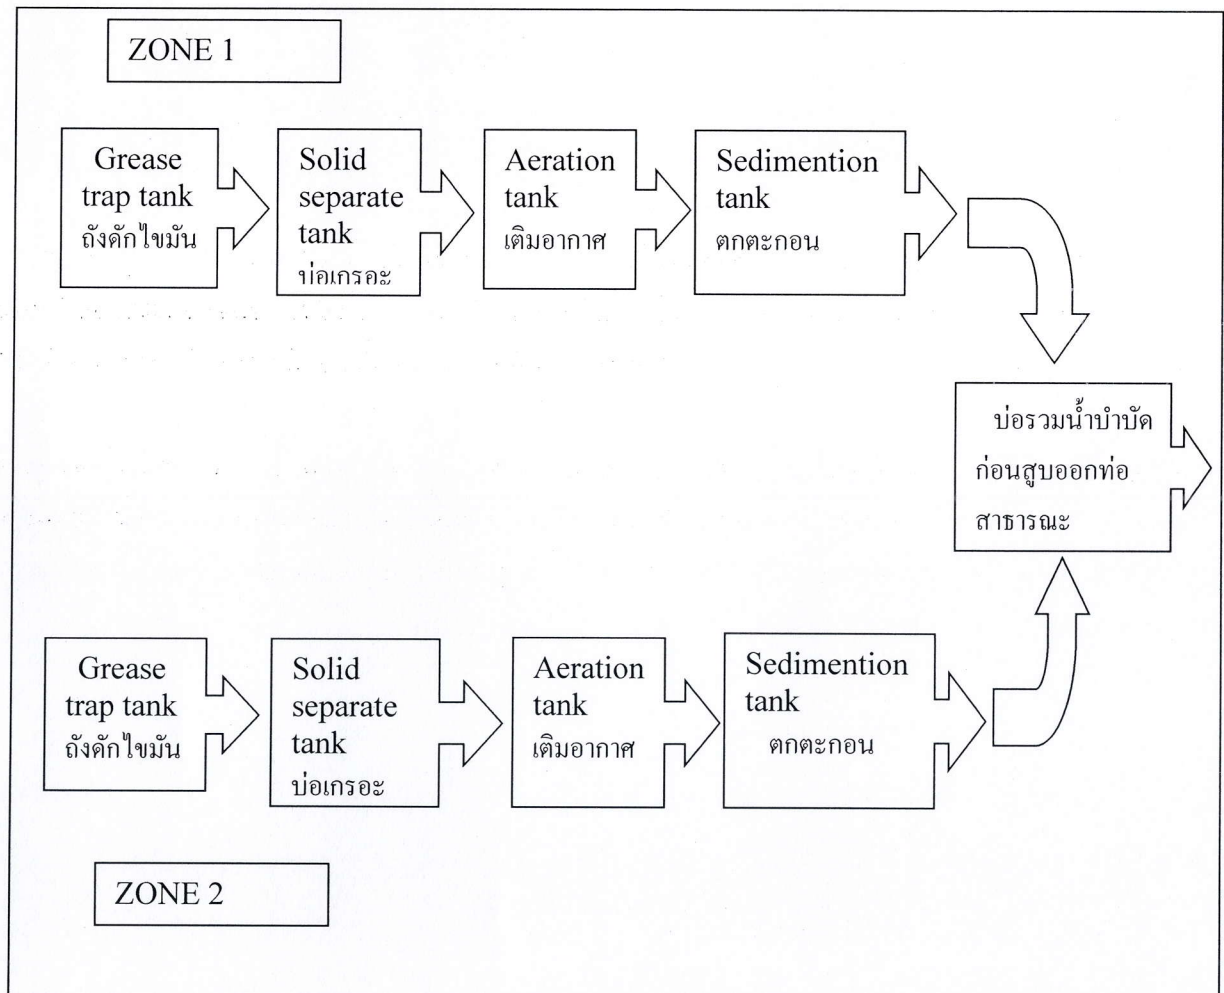 ZONE 1
Grease
trap tank
ถังดักไขมัน
Solid
separate
tank
บ่อเกรอะ
Aeration
tank
เติมอากาศ
Sedimention
tank
ตกตะกอน
บ่อรวมน้ำบำบัด
ก่อนสูบออกท่อ
สาธารณะ
Grease
trap tank
ถังดักไขมัน
Solid
separate
tank
บ่อเกรอะ
Aeration
tank
เติมอากาศ
Sedimention
tank
ตกตะกอน
ZONE 2